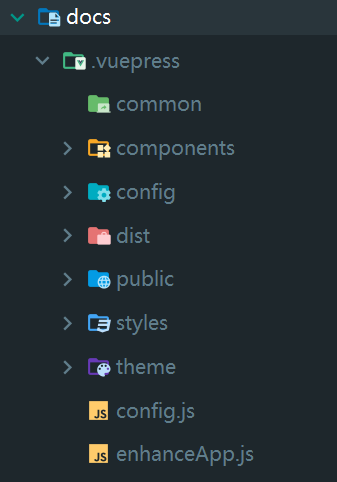 docs
.vuepress
common
components
config
dist
public
styles
theme
JS config.js
JS enhanceApp.js